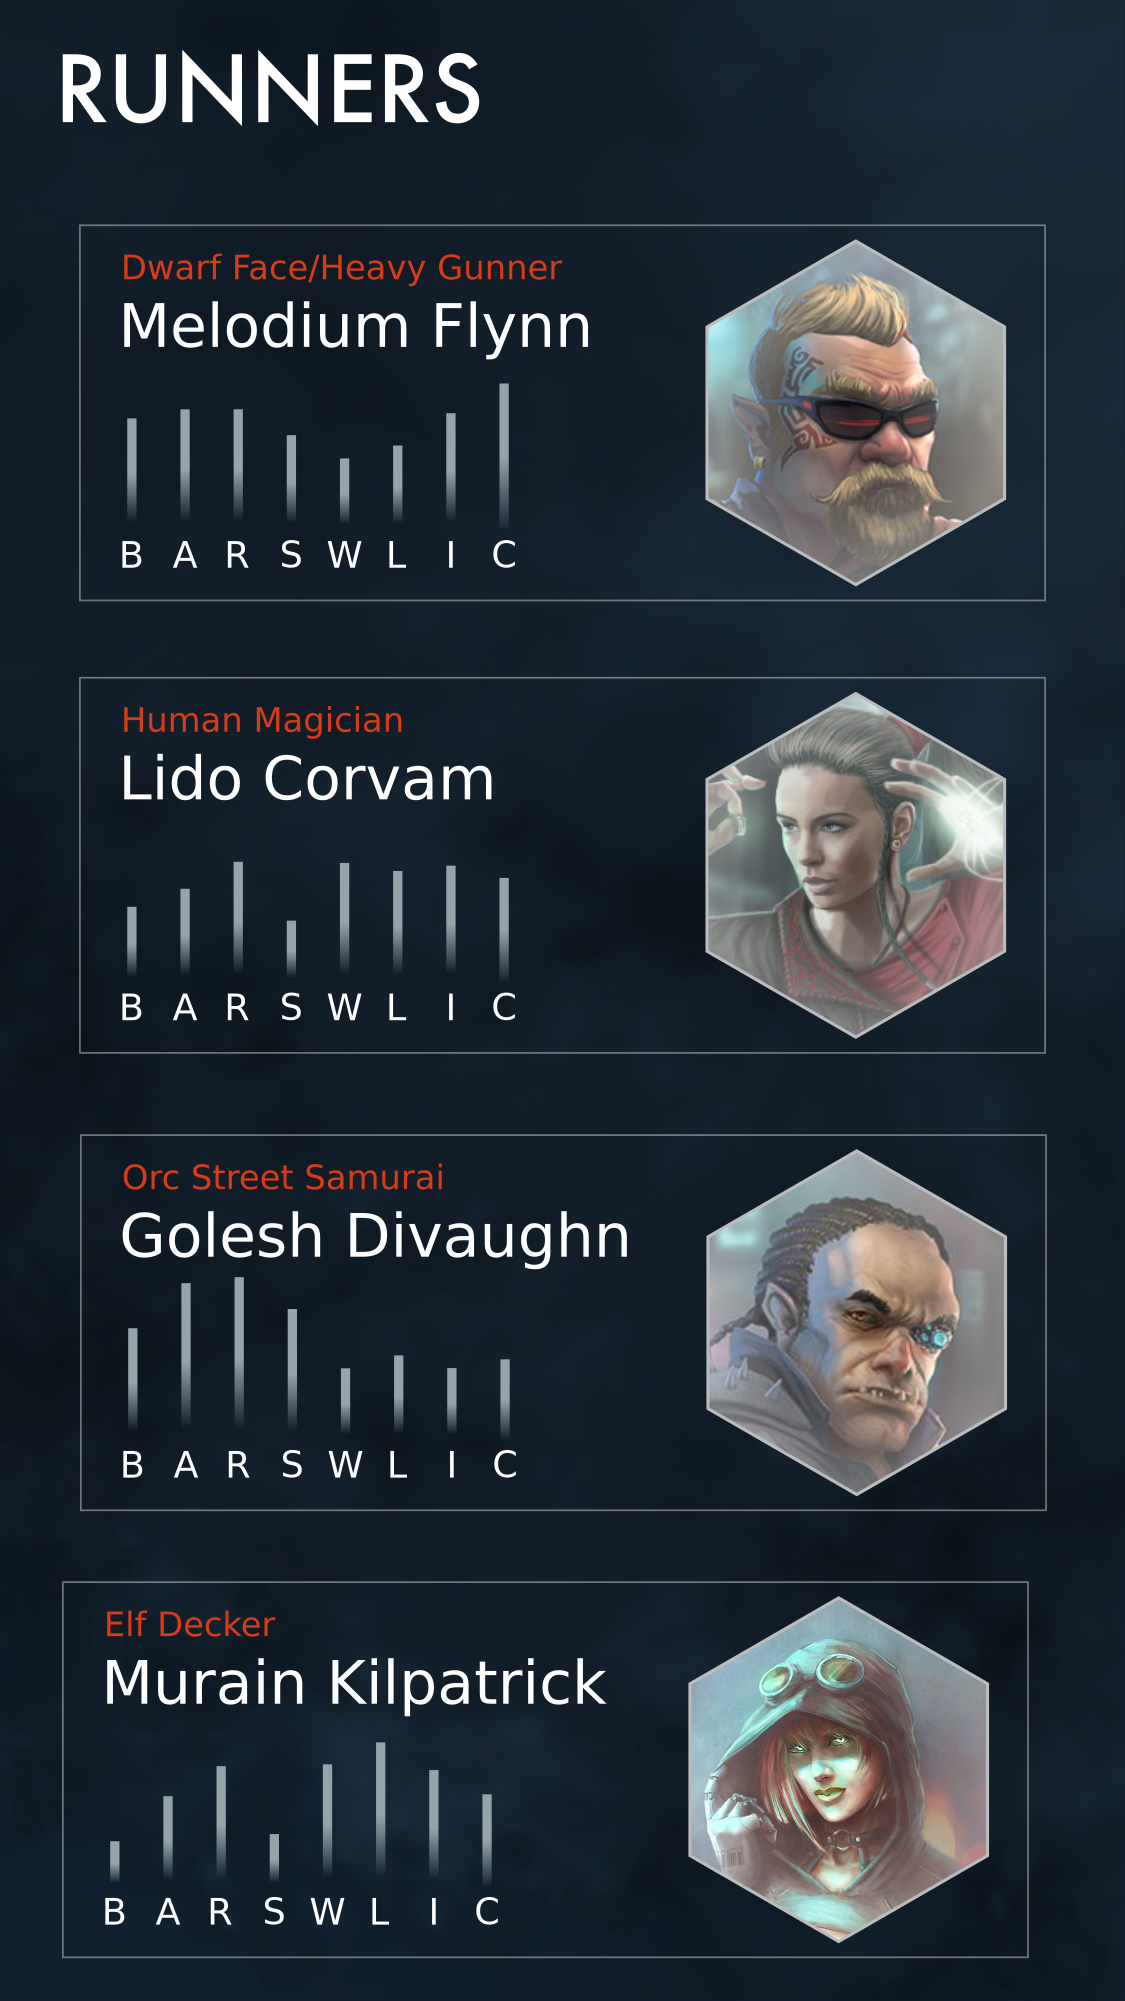 RUNNERS
Dwarf Face/Heavy Gunner
Melodium Flynn
B A R S W L I C
Human Magician
Lido Corvam
B A R S W L I C
Orc Street Samurai
Golesh Divaughn
B A R S W L I C
Elf Decker
Murain Kilpatrick
B A R S W L I C